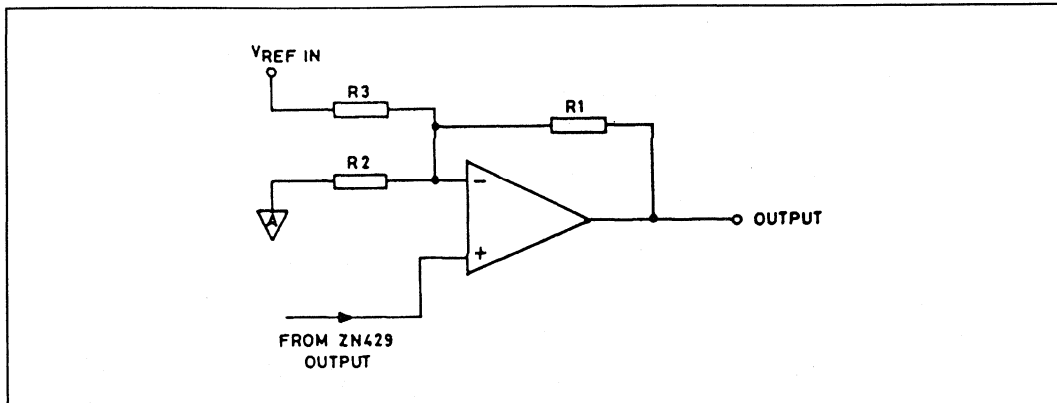 VREF IN
R3
R1
R2
A
−
+
OUTPUT
FROM ZN429
OUTPUT